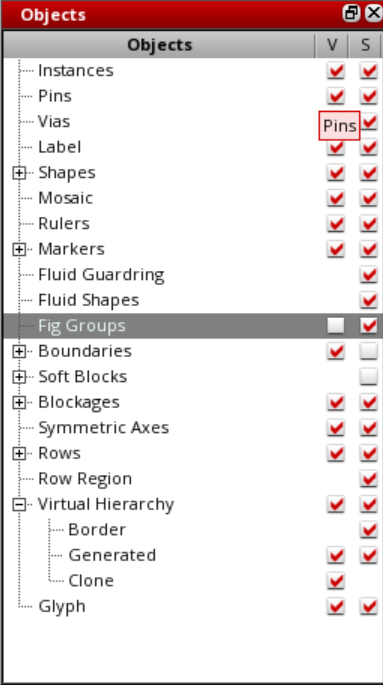 Objects
Objects V S
Instances
Pins
Vias
Pins
Label
Shapes
Mosaic
Rulers
Markers
Fluid Guardring
Fluid Shapes
Fig Groups
Boundaries
Soft Blocks
Blockages
Symmetric Axes
Rows
Row Region
Virtual Hierarchy
Border
Generated
Clone
Glyph